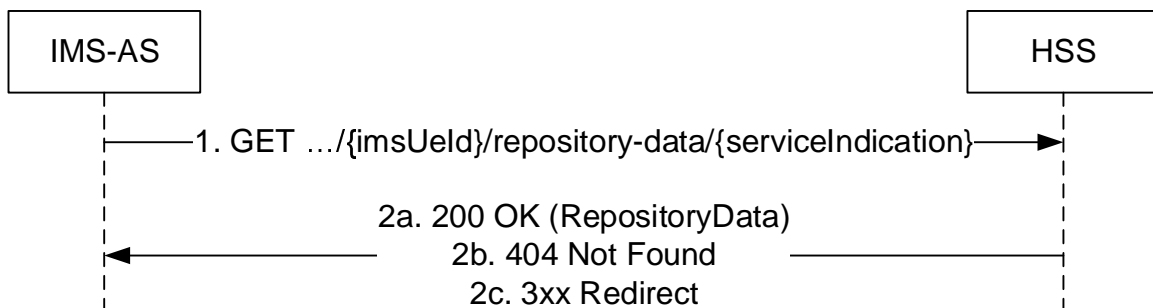 IMS-AS
HSS
1. GET …/{imsUeId}/repository-data/{serviceIndication}
2a. 200 OK (RepositoryData)
2b. 404 Not Found
2c. 3xx Redirect